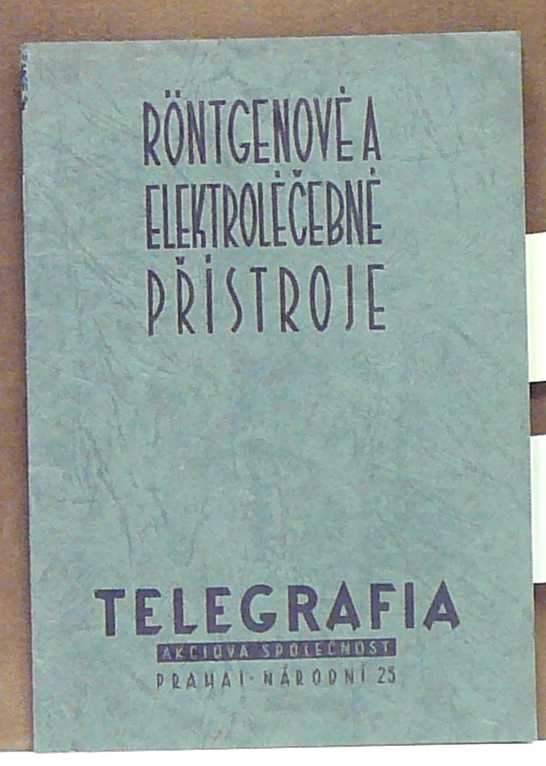 RÖNTGENOVÉ A
ELEKTROLÉČEBNÉ
PŘÍSTROJE
TELEGRAFIA
AKCIOVÁ SPOLEČNOST
PRAHA I - NÁRODNÍ 25